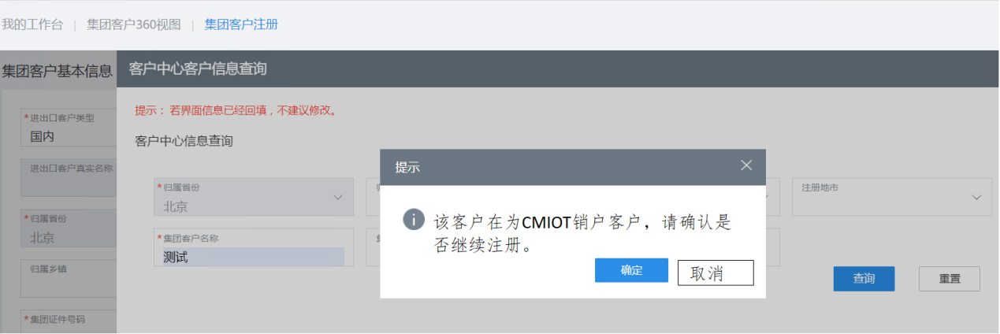 我的工作台 | 集团客户360视图 | 集团客户注册
集团客户基本信息
客户中心客户信息查询
提示：若界面信息已经回填，不建议修改。
*进出口客户类型
国内
客户中心信息查询
提示
进出口客户真实名称
*归属省份
北京
注册地市
该客户在为CMIOT销户客户，请确认是
否继续注册。
*归属省份
北京
*集团客户名称
测试
确定
取消
归属乡镇
查询
重置
*集团证件号码